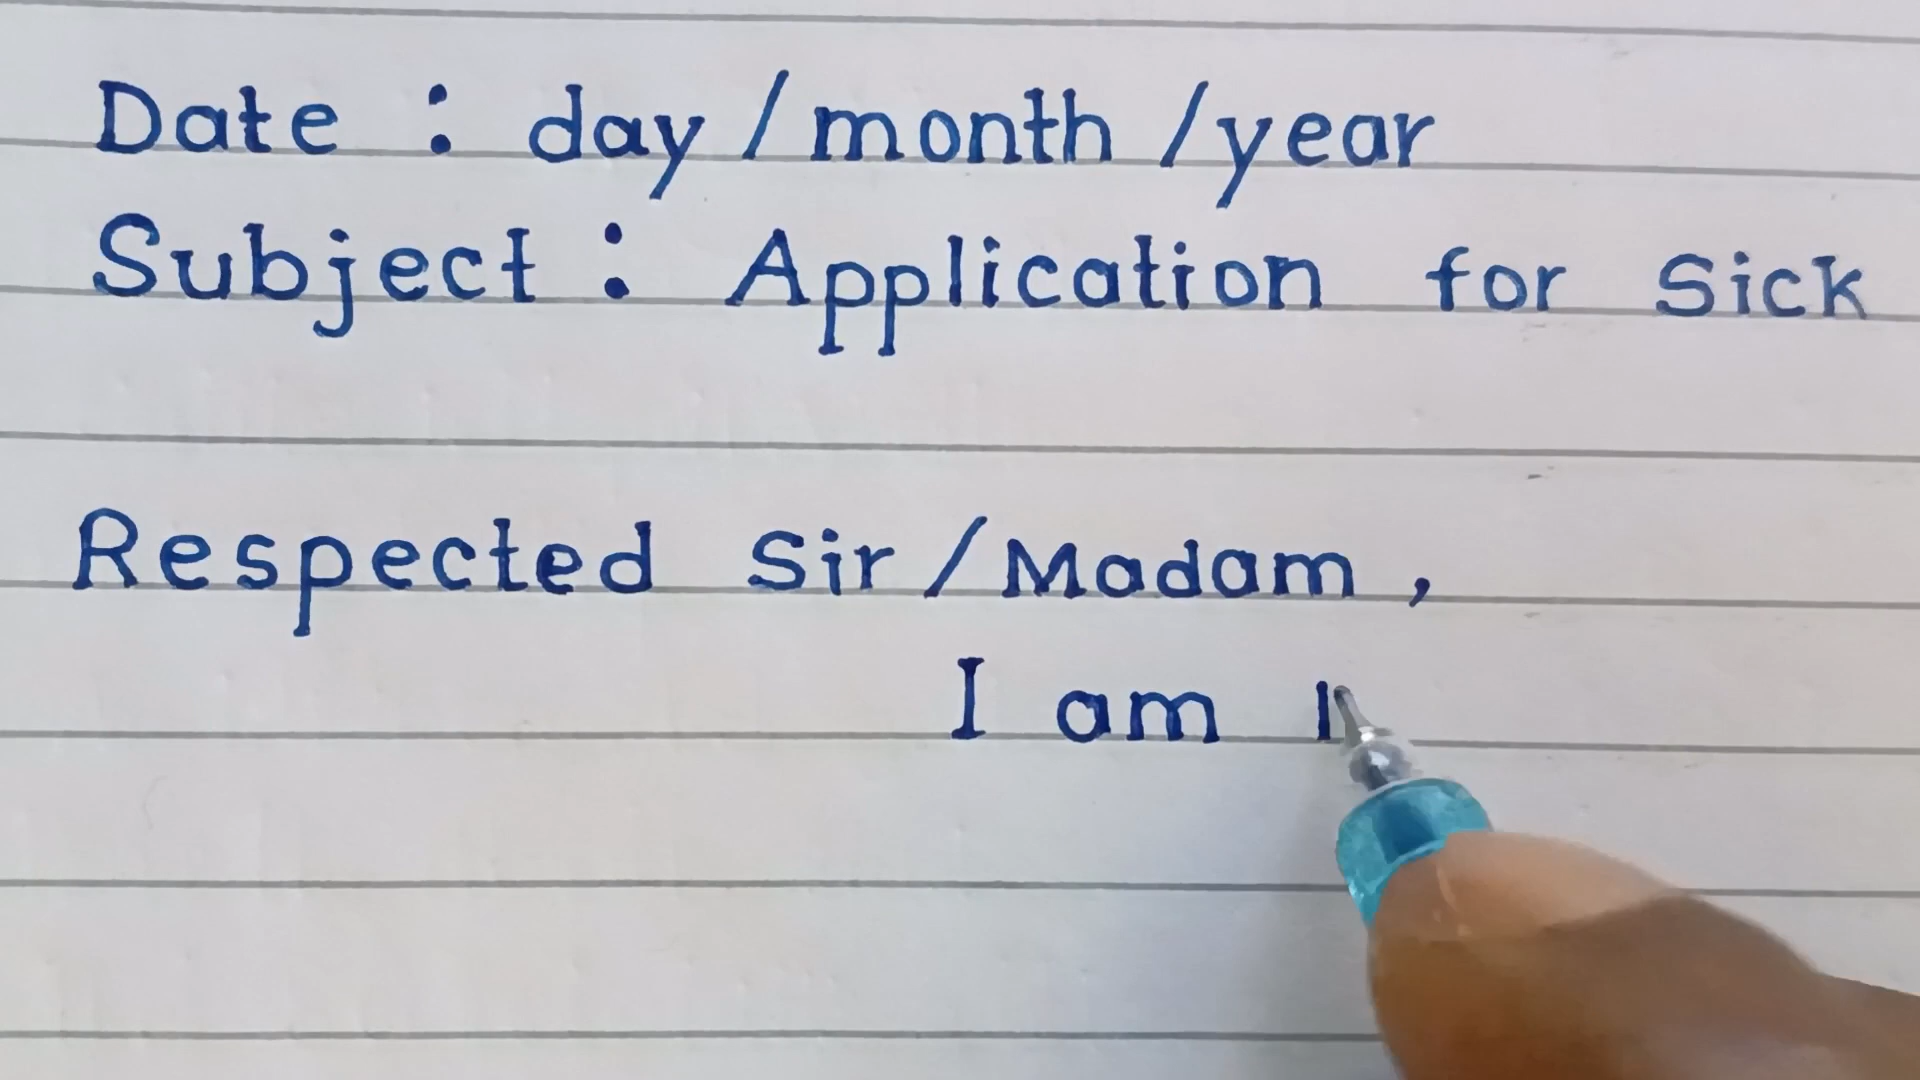 Date : day/month/year
Subject : Application for Sick
Respected Sir/Madam,
I am